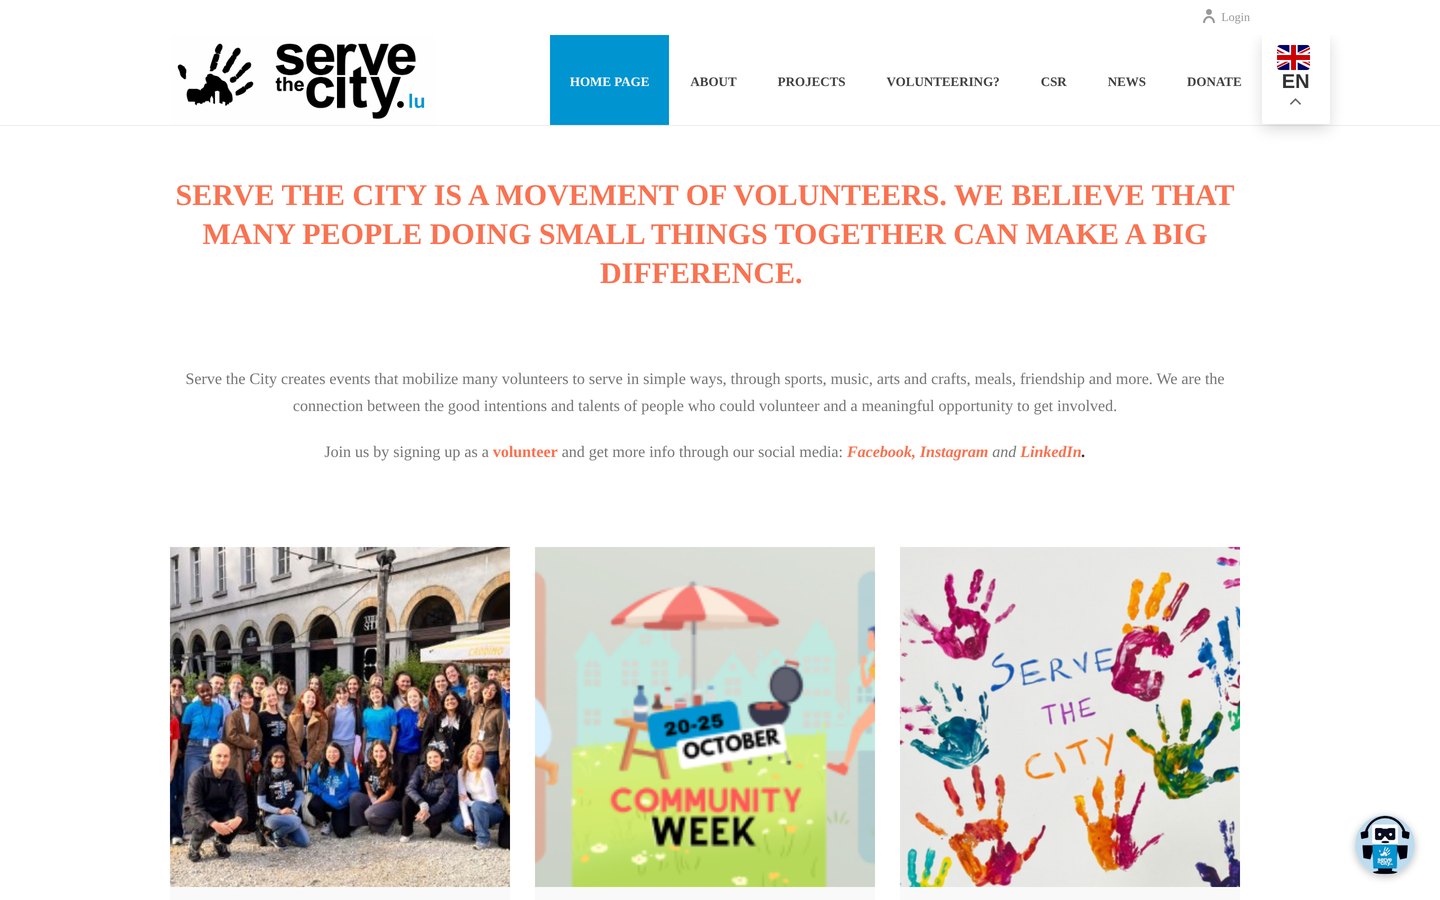 Login
serve
the city.lu
HOME PAGE
ABOUT
PROJECTS
VOLUNTEERING?
CSR
NEWS
DONATE
EN
SERVE THE CITY IS A MOVEMENT OF VOLUNTEERS. WE BELIEVE THAT
MANY PEOPLE DOING SMALL THINGS TOGETHER CAN MAKE A BIG
DIFFERENCE.
Serve the City creates events that mobilize many volunteers to serve in simple ways, through sports, music, arts and crafts, meals, friendship and more. We are the
connection between the good intentions and talents of people who could volunteer and a meaningful opportunity to get involved.
Join us by signing up as a volunteer and get more info through our social media: Facebook, Instagram and LinkedIn.
20-25
OCTOBER
COMMUNITY
WEEK
SERVE
THE
CITY